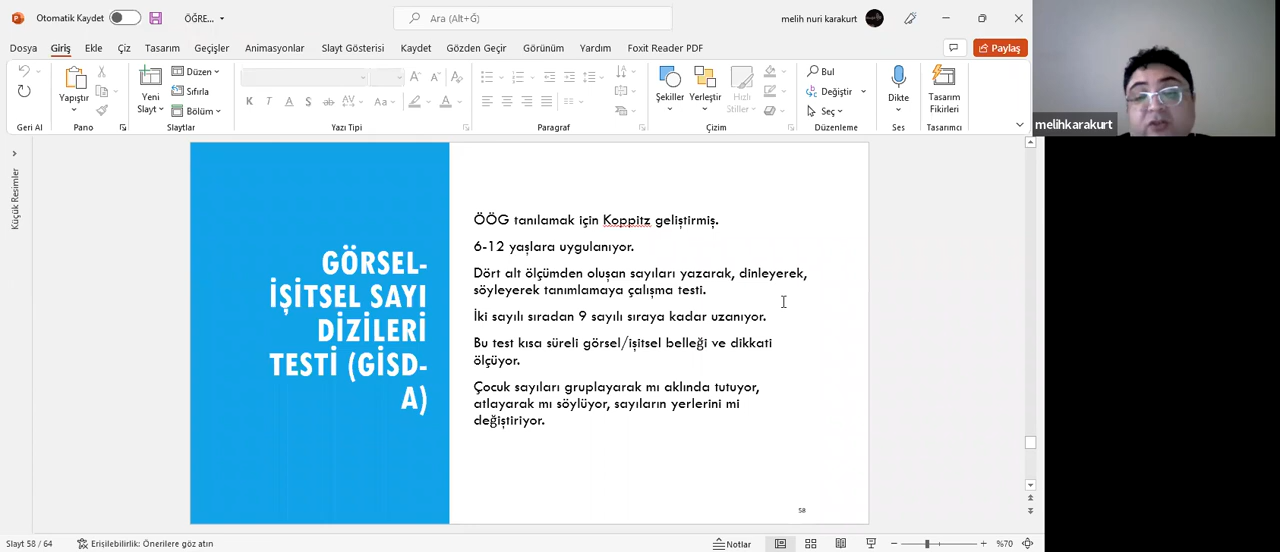 Otomatik Kaydet
ÖĞRE...
Ara (Alt+Ğ)
melih nuri karakurt
Dosya Giriş Ekle Çiz Tasarım Geçişler Animasyonlar Slayt Gösterisi Kaydet Gözden Geçir Görünüm Yardım Foxit Reader PDF
Paylaş
Yapıştır
Yeni
Slayt
Düzen
Sıfırla
Bölüm
K T A S ab AV Aa A
Şekiller
Yerleştir
Hızlı
Stiller
Bul
Değiştir
Seç
Dikte
Tasarım
Fikirleri
Geri Al Pano Slaytlar Yazı Tipi Paragraf Çizim Düzenleme Ses Tasarımcı
melihkarakurt
Küçük Resimler
GÖRSEL-
İŞİTSEL SAYI
DİZİLERİ
TESTİ (GİSD-
A)
ÖÖG tanılamak için Koppitz geliştirmiş.
6-12 yaşlara uygulanıyor.
Dört alt ölçümden oluşan sayıları yazarak, dinleyerek,
söyleyerek tanımlamaya çalışma testi.
İki sayılı sıradan 9 sayılı sıraya kadar uzanıyor.
Bu test kısa süreli görsel/işitsel belleği ve dikkati
ölçüyor.
Çocuk sayıları gruplayarak mı aklında tutuyor,
atlayarak mı söylüyor, sayıların yerlerini mi
değiştiriyor.
58
Slayt 58 / 64
Erişilebilirlik: Önerilere göz atın
Notlar
%70